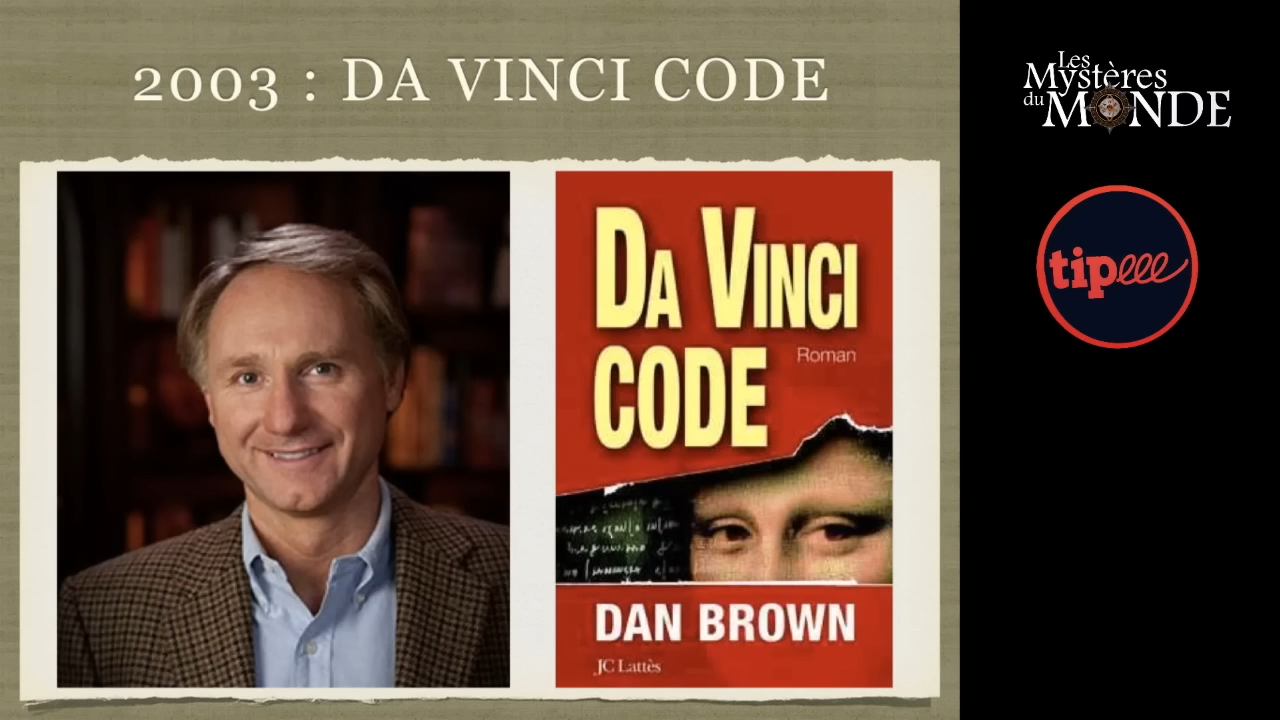 2003 : DA VINCI CODE
DA VINCI
CODE
Roman
DAN BROWN
JC Lattès
Les
Mystères
du MONDE
tipeee